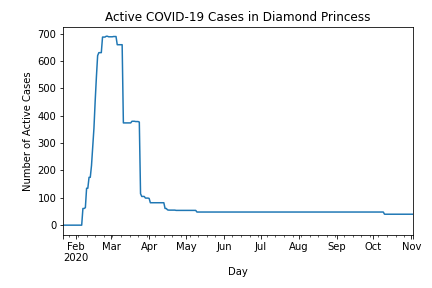 Active COVID-19 Cases in Diamond Princess
Number of Active Cases
700
600
500
400
300
200
100
0
Feb Mar Apr May Jun Jul Aug Sep Oct Nov
2020
Day